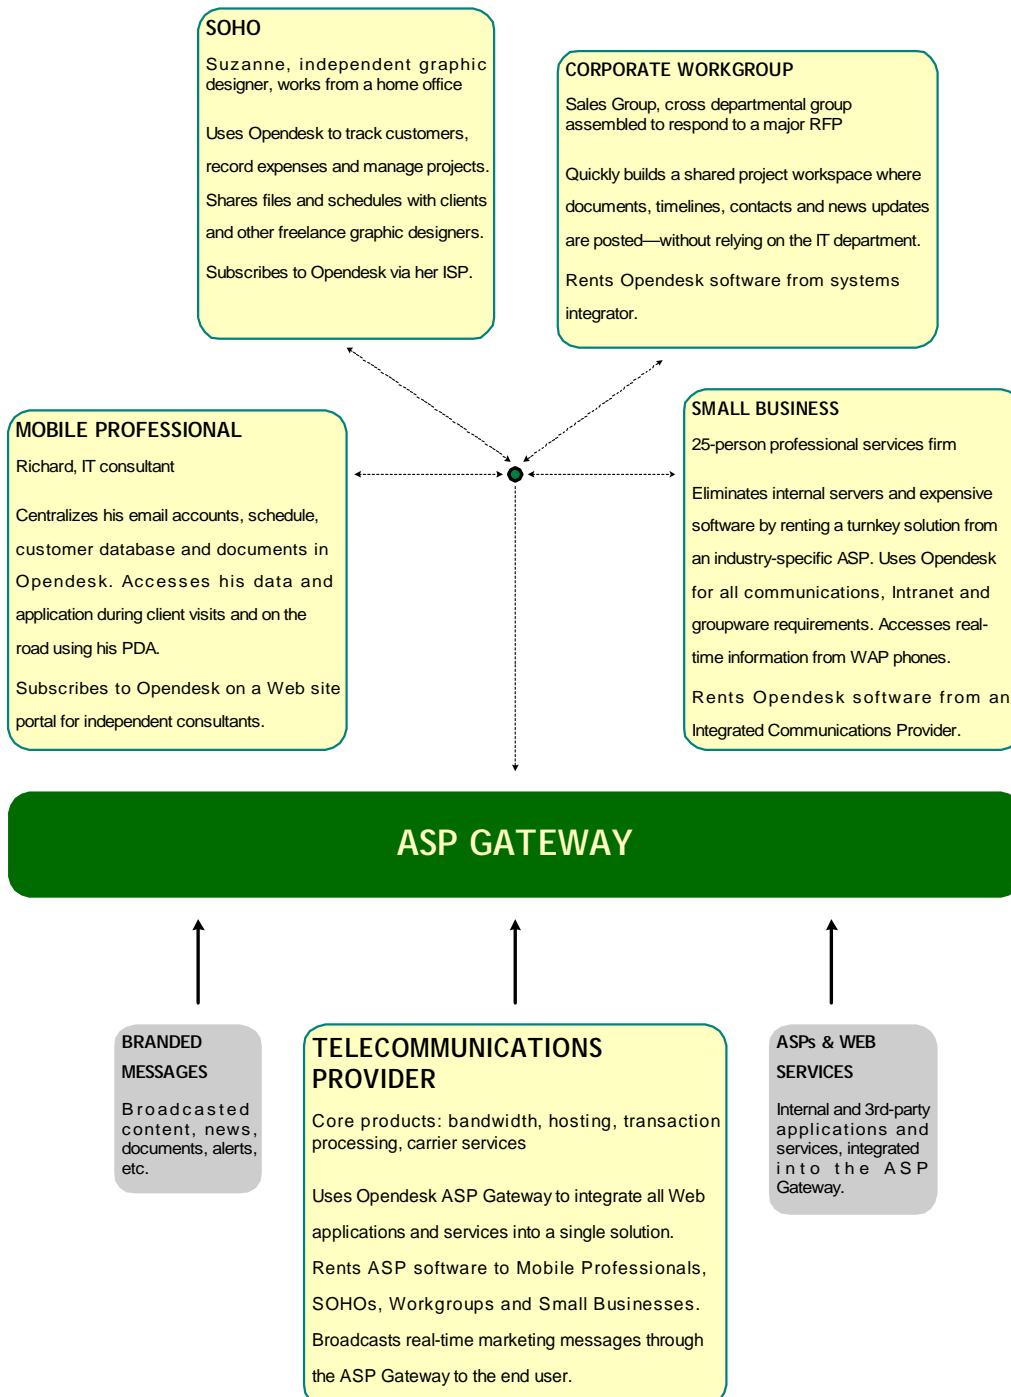 SOHO
Suzanne, independent graphic
designer, works from a home office
Uses Opendesk to track customers,
record expenses and manage projects.
Shares files and schedules with clients
and other freelance graphic designers.
Subscribes to Opendesk via her ISP.
CORPORATE WORKGROUP
Sales Group, cross departmental group
assembled to respond to a major RFP
Quickly builds a shared project workspace where
documents, timelines, contacts and news updates
are posted—without relying on the IT department.
Rents Opendesk software from systems
integrator.
MOBILE PROFESSIONAL
Richard, IT consultant
Centralizes his email accounts, schedule,
customer database and documents in
Opendesk. Accesses his data and
application during client visits and on the
road using his PDA.
Subscribes to Opendesk on a Web site
portal for independent consultants.
SMALL BUSINESS
25-person professional services firm
Eliminates internal servers and expensive
software by renting a turnkey solution from
an industry-specific ASP. Uses Opendesk
for all communications, Intranet and
groupware requirements. Accesses real-
time information from WAP phones.
Rents Opendesk software from an
Integrated Communications Provider.
ASP GATEWAY
BRANDED
MESSAGES
Broadcasted
content, news,
documents, alerts,
etc.
TELECOMMUNICATIONS
PROVIDER
Core products: bandwidth, hosting, transaction
processing, carrier services
Uses Opendesk ASP Gateway to integrate all Web
applications and services into a single solution.
Rents ASP software to Mobile Professionals,
SOHOs, Workgroups and Small Businesses.
Broadcasts real-time marketing messages through
the ASP Gateway to the end user.
ASPs & WEB
SERVICES
Internal and 3rd-party
applications and
services, integrated
into the ASP
Gateway.